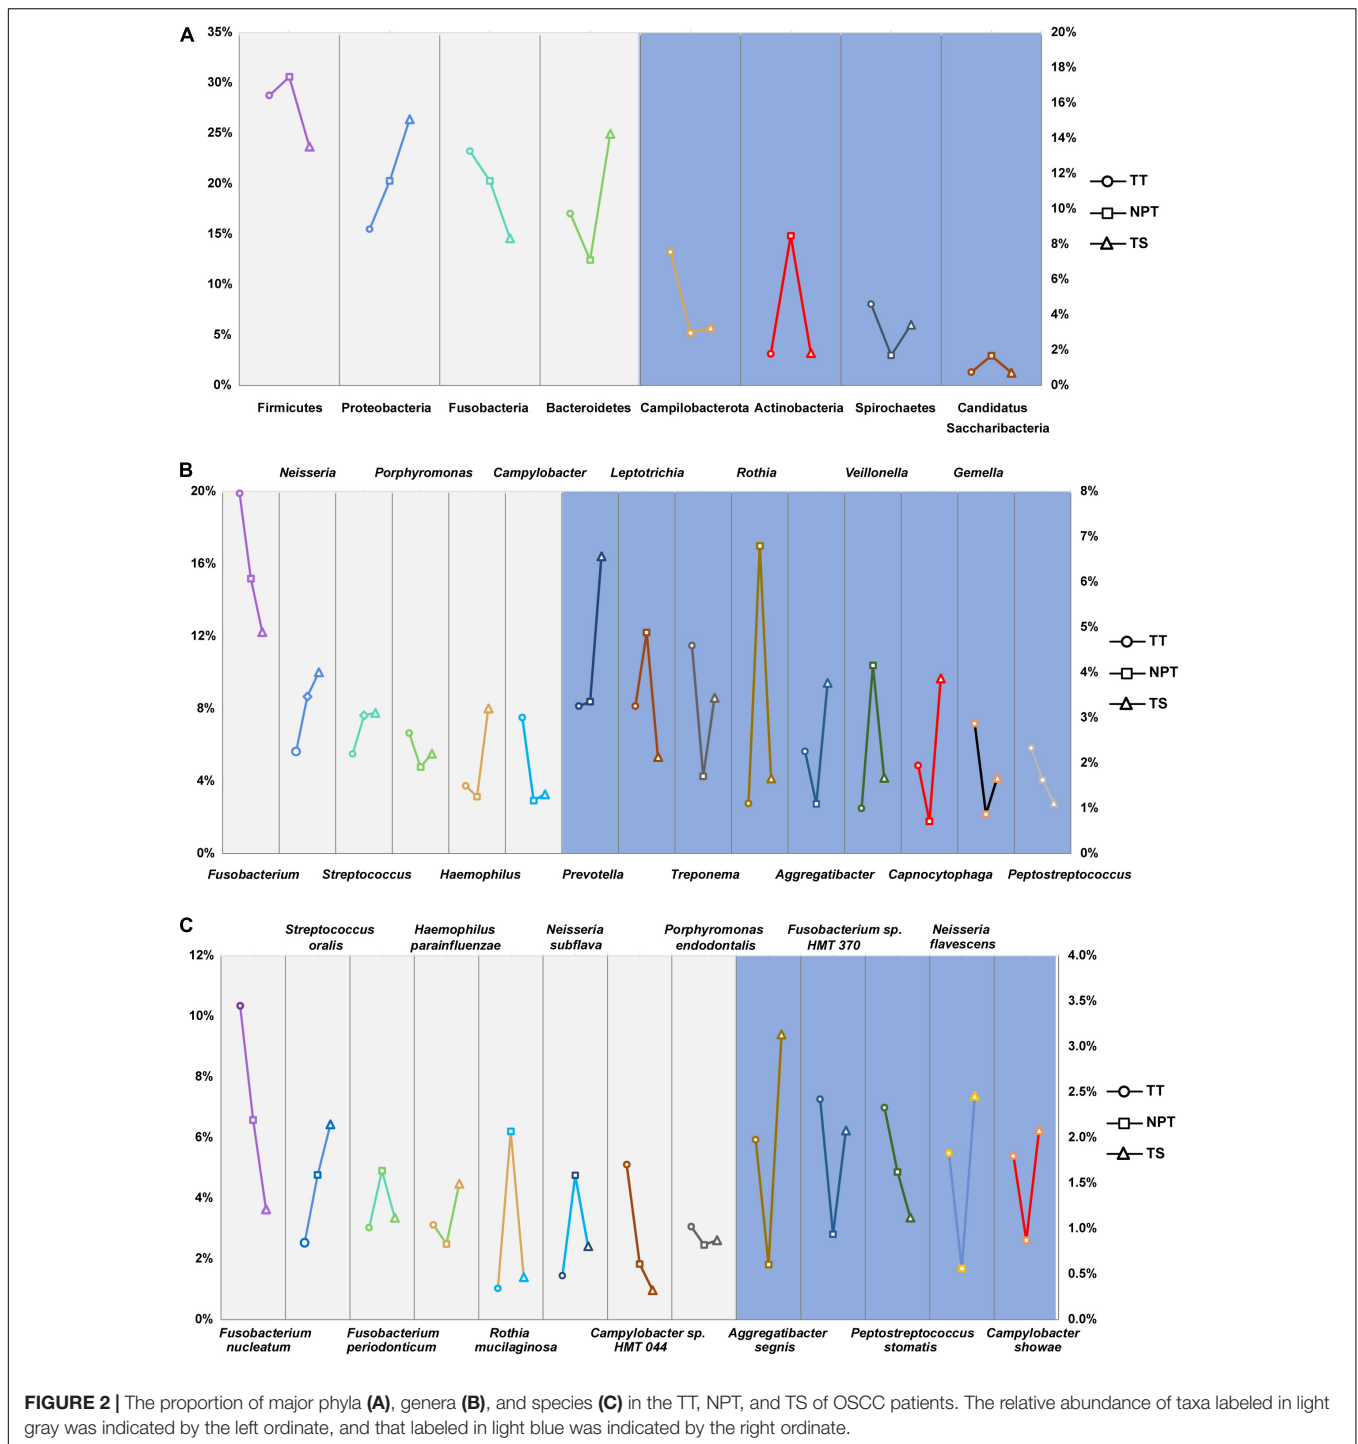 A
35%
30%
25%
20%
15%
10%
5%
0%
20%
18%
16%
14%
12%
10%
8%
6%
4%
2%
0%
Firmicutes Proteobacteria Fusobacteria Bacteroidetes Campilobacterota Actinobacteria Spirochaetes Candidatus
Saccharibacteria
TT
NPT
TS
B
Neisseria Porphyromonas Campylobacter Leptotrichia Rothia Veillonella Gemella
20%
16%
12%
8%
4%
0%
8%
7%
6%
5%
4%
3%
2%
1%
0%
Fusobacterium Streptococcus Haemophilus Prevotella Treponema Aggregatibacter Capnocytophaga Peptostreptococcus
TT
NPT
TS
C
Streptococcus Haemophilus Neisseria Porphyromonas Fusobacterium sp. Neisseria
oralis parainfluenzae subflava endodontalis HMT 370 flavescens
12%
10%
8%
6%
4%
2%
0%
4.0%
3.5%
3.0%
2.5%
2.0%
1.5%
1.0%
0.5%
0.0%
Fusobacterium Fusobacterium Rothia Campylobacter sp. Aggregatibacter Peptostreptococcus Campylobacter
nucleatum periodonticum mucilaginosa HMT 044 segnis stomatis showae
TT
NPT
TS
FIGURE 2 | The proportion of major phyla (A), genera (B), and species (C) in the TT, NPT, and TS of OSCC patients. The relative abundance of taxa labeled in light
gray was indicated by the left ordinate, and that labeled in light blue was indicated by the right ordinate.